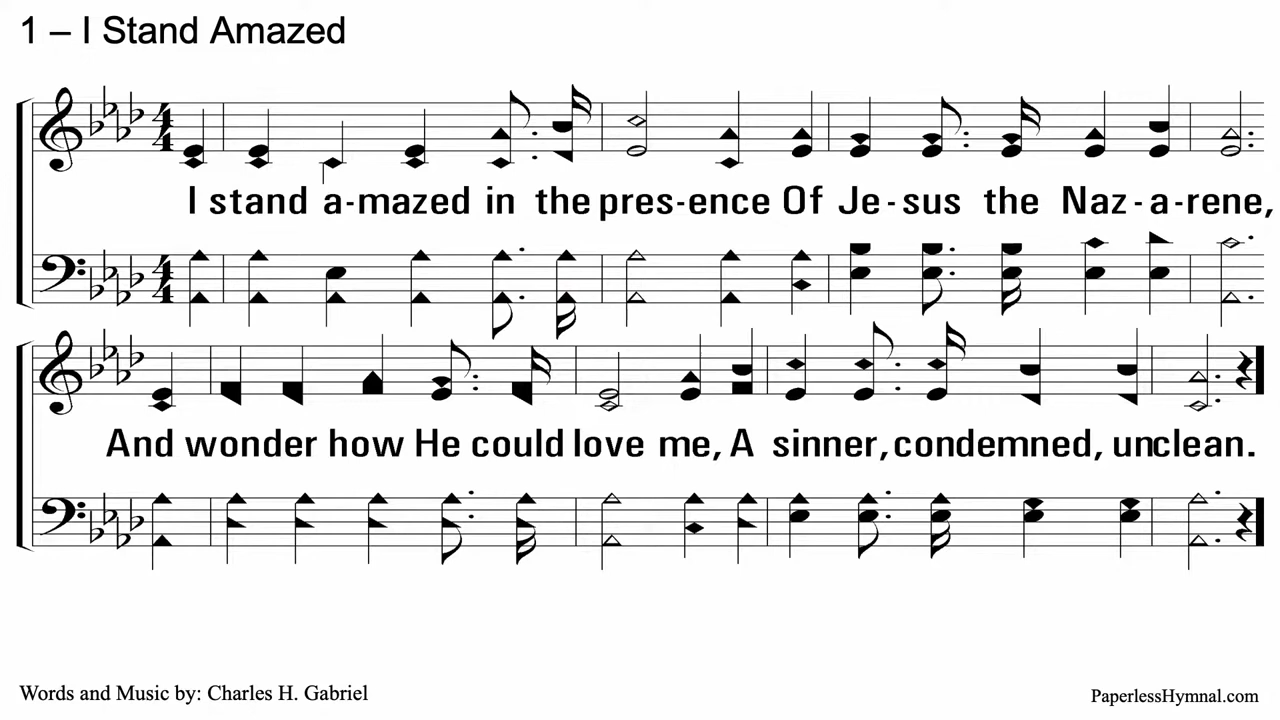 1 – I Stand Amazed
I stand a-mazed in the pres-ence Of Je-sus the Naz-a-rene,
And wonder how He could love me, A sinner, condemned, unclean.
Words and Music by: Charles H. Gabriel
PaperlessHymnal.com